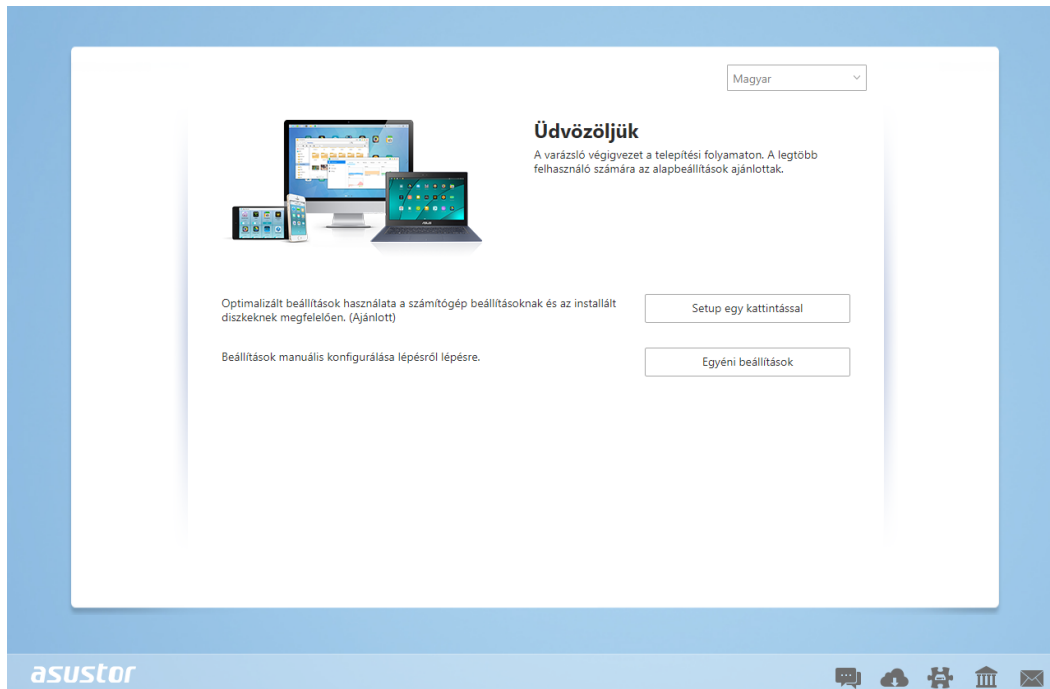 Magyar
Üdvözöljük
A varázsló végigvezet a telepítési folyamaton. A legtöbb
felhasználó számára az alapbeállítások ajánlottak.
Optimalizált beállítások használata a számítógép beállításoknak és az installált
diszkeknek megfelelően. (Ajánlott)
Setup egy kattintással
Beállítások manuális konfigurálása lépésről lépésre.
Egyéni beállítások
asustor